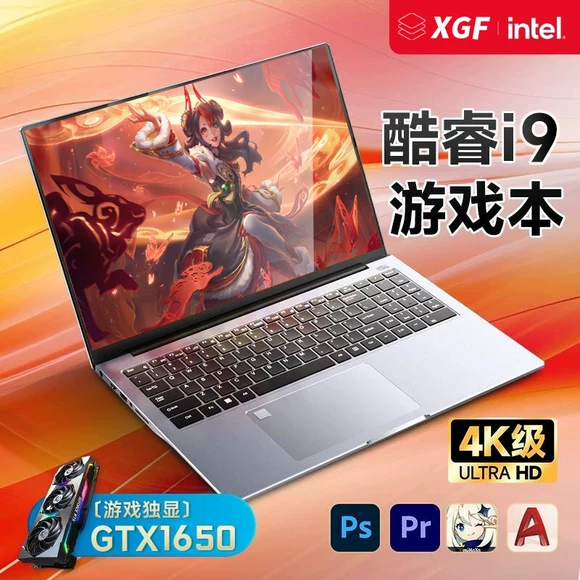 XGF intel.
酷睿i9
游戏本
4K级
ULTRA HD
[游戏独显]
GTX1650
Ps Pr A